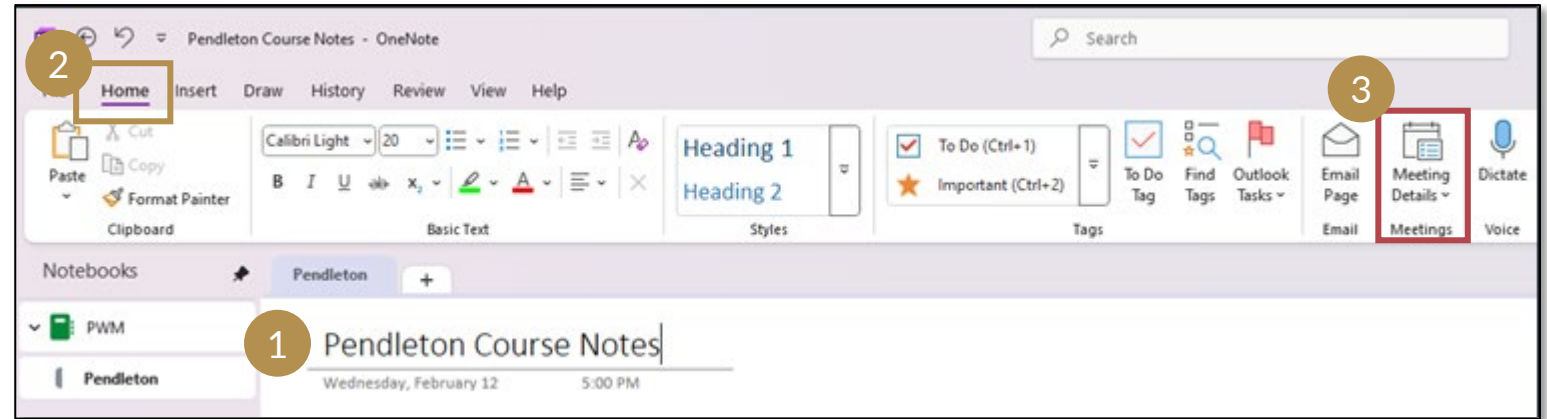 Pendleton Course Notes - OneNote
Search
2
Home Insert Draw History Review View Help
3
Paste
Cut
Copy
Format Painter
Clipboard
Calibri Light 20
B I U ab x₂ A
Basic Text
Heading 1
Heading 2
Styles
To Do (Ctrl+1)
Important (Ctrl+2)
To Do Tag
Find Tags
Outlook Tasks
Tags
Email Page
Email
Meeting Details
Meetings
Dictate
Voice
Notebooks
Pendleton +
PWM
Pendleton
1
Pendleton Course Notes
Wednesday, February 12 5:00 PM